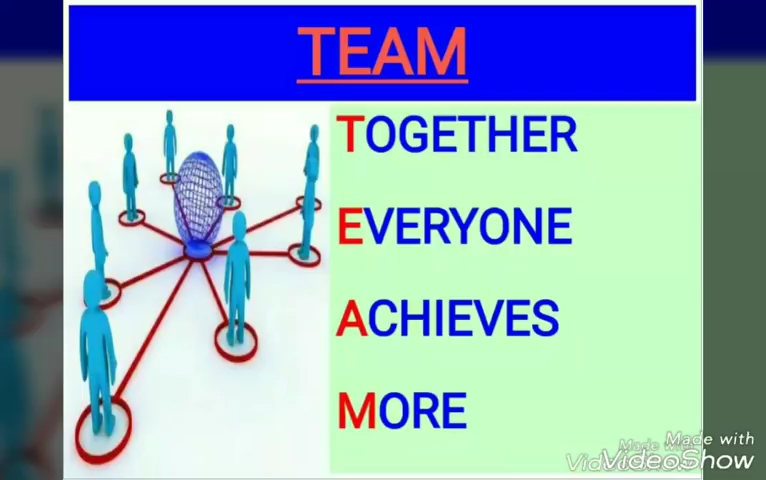 TEAM
TOGETHER
EVERYONE
ACHIEVES
MORE
Made with
VideoShow